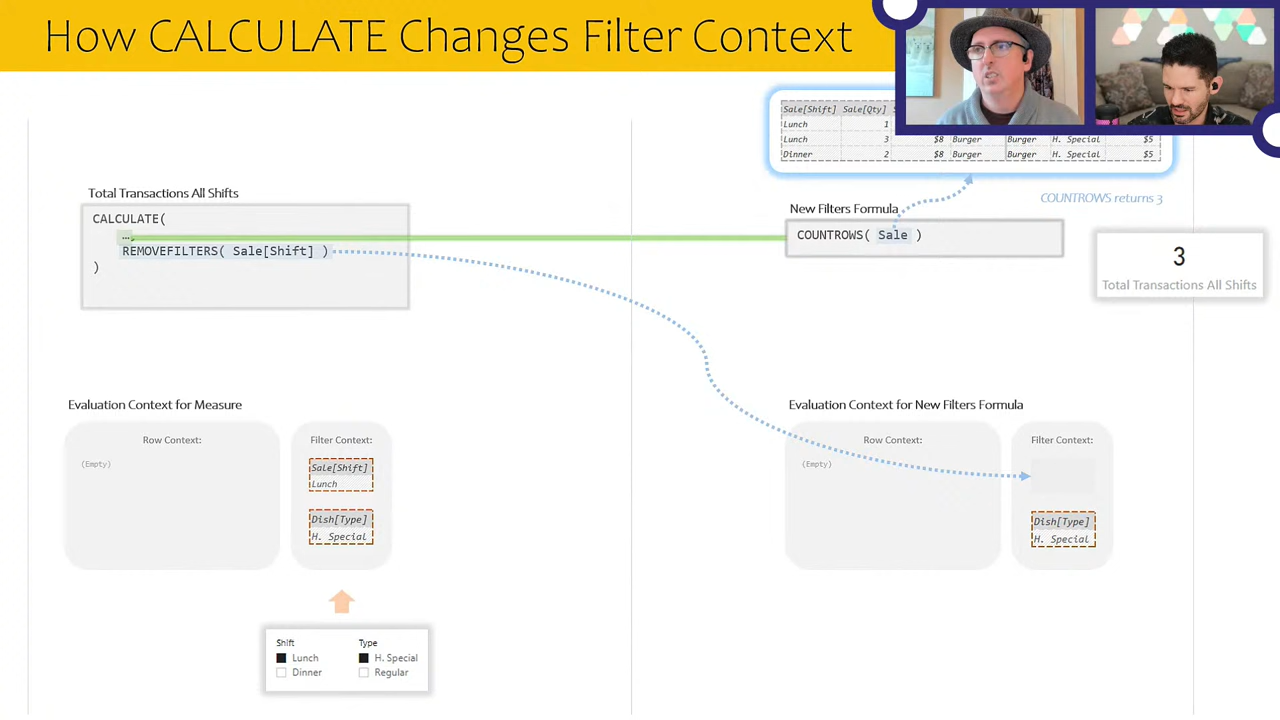 How CALCULATE Changes Filter Context
Sale[Shift] Sale[Qty]
Lunch 1
Lunch 3 $8 Burger Burger H. Special $5
Dinner 2 $8 Burger Burger H. Special $5
COUNTROWS returns 3
Total Transactions All Shifts
CALCULATE(
…,
REMOVEFILTERS( Sale[Shift] )
)
New Filters Formula
COUNTROWS( Sale )
3
Total Transactions All Shifts
Evaluation Context for Measure
Row Context:
(Empty)
Filter Context:
Sale[Shift]
Lunch
Dish[Type]
H. Special
Evaluation Context for New Filters Formula
Row Context:
(Empty)
Filter Context:
Dish[Type]
H. Special
Shift Type
Lunch H. Special
Dinner Regular